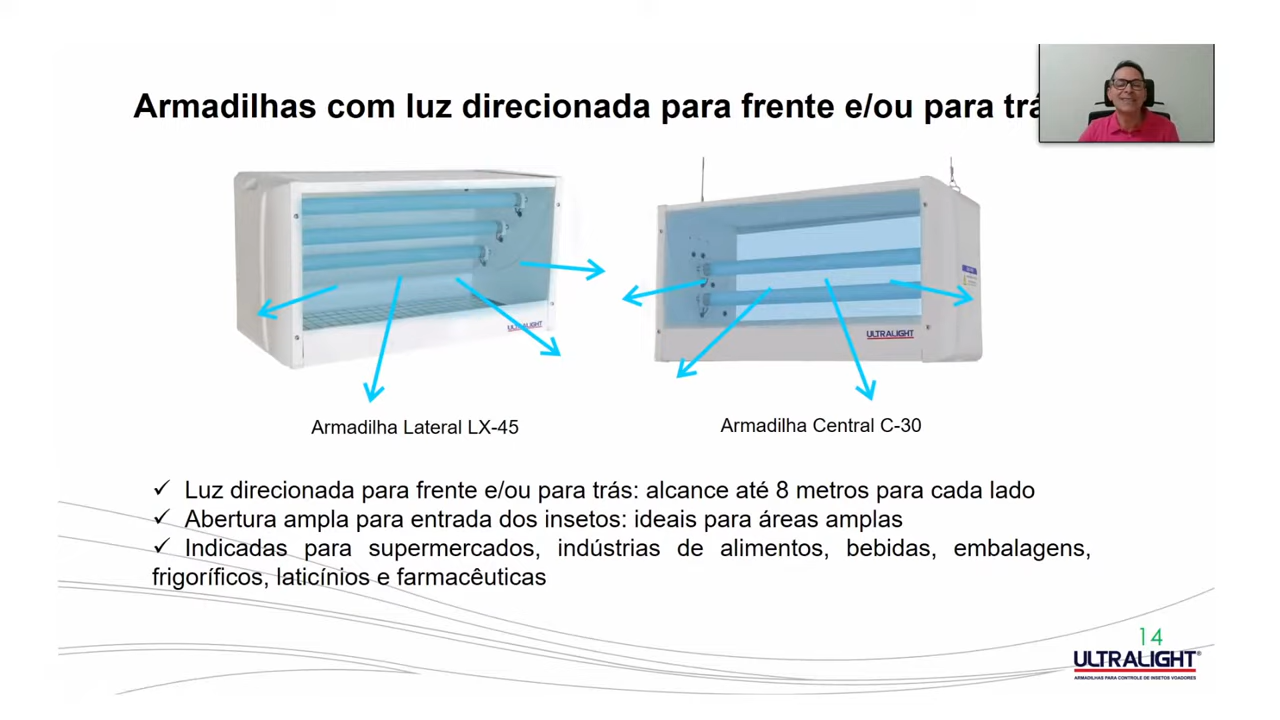 Armadilhas com luz direcionada para frente e/ou para trá
ULTRALIGHT
ULTRALIGHT
Armadilha Lateral LX-45
Armadilha Central C-30
✓ Luz direcionada para frente e/ou para trás: alcance até 8 metros para cada lado
✓ Abertura ampla para entrada dos insetos: ideais para áreas amplas
✓ Indicadas para supermercados, indústrias de alimentos, bebidas, embalagens,
frigoríficos, laticínios e farmacêuticas
14
ULTRALIGHT®
ARMADILHAS PARA CONTROLE DE INSETOS VOADORES